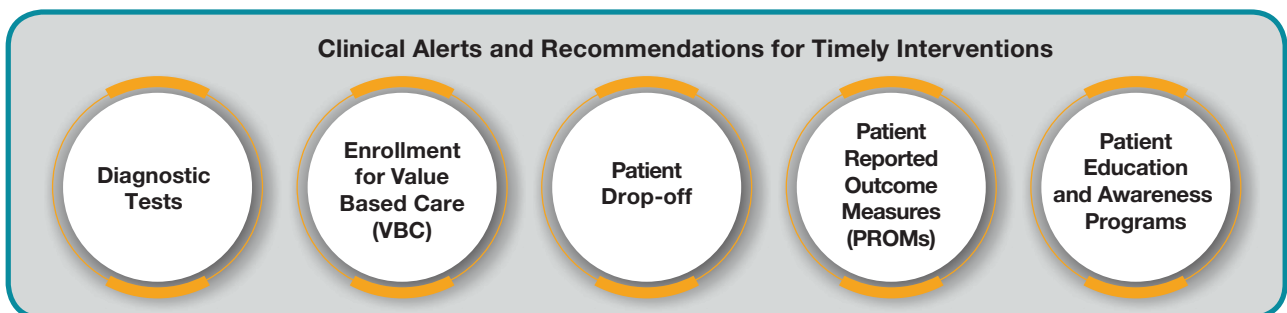 Clinical Alerts and Recommendations for Timely Interventions
Diagnostic
Tests
Enrollment
for Value
Based Care
(VBC)
Patient
Drop-off
Patient
Reported
Outcome
Measures
(PROMs)
Patient
Education
and Awareness
Programs